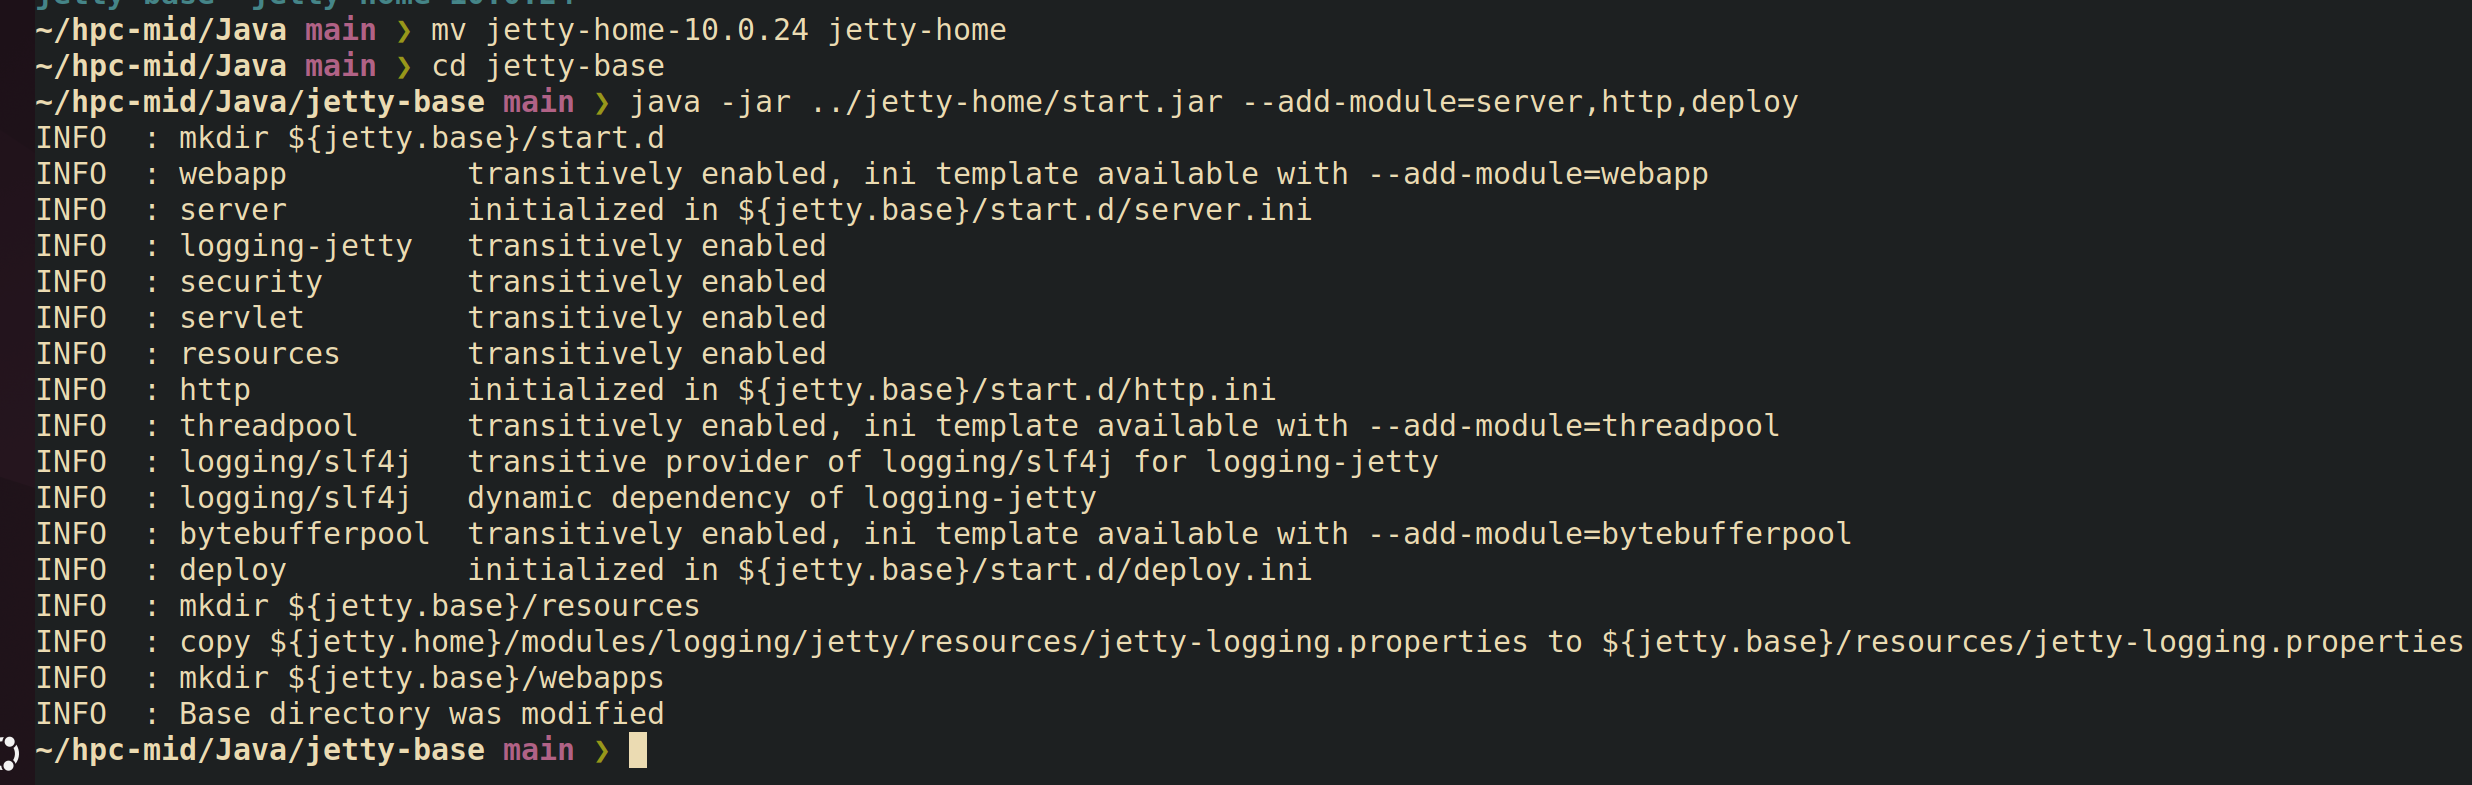 jetty-base jetty-home-10.0.24
~/hpc-mid/Java main ❯ mv jetty-home-10.0.24 jetty-home
~/hpc-mid/Java main ❯ cd jetty-base
~/hpc-mid/Java/jetty-base main ❯ java -jar ../jetty-home/start.jar --add-module=server,http,deploy
INFO  : mkdir ${jetty.base}/start.d
INFO  : webapp          transitively enabled, ini template available with --add-module=webapp
INFO  : server          initialized in ${jetty.base}/start.d/server.ini
INFO  : logging-jetty   transitively enabled
INFO  : security        transitively enabled
INFO  : servlet         transitively enabled
INFO  : resources       transitively enabled
INFO  : http            initialized in ${jetty.base}/start.d/http.ini
INFO  : threadpool      transitively enabled, ini template available with --add-module=threadpool
INFO  : logging/slf4j   transitive provider of logging/slf4j for logging-jetty
INFO  : logging/slf4j   dynamic dependency of logging-jetty
INFO  : bytebufferpool  transitively enabled, ini template available with --add-module=bytebufferpool
INFO  : deploy          initialized in ${jetty.base}/start.d/deploy.ini
INFO  : mkdir ${jetty.base}/resources
INFO  : copy ${jetty.home}/modules/logging/jetty/resources/jetty-logging.properties to ${jetty.base}/resources/jetty-logging.properties
INFO  : mkdir ${jetty.base}/webapps
INFO  : Base directory was modified
~/hpc-mid/Java/jetty-base main ❯